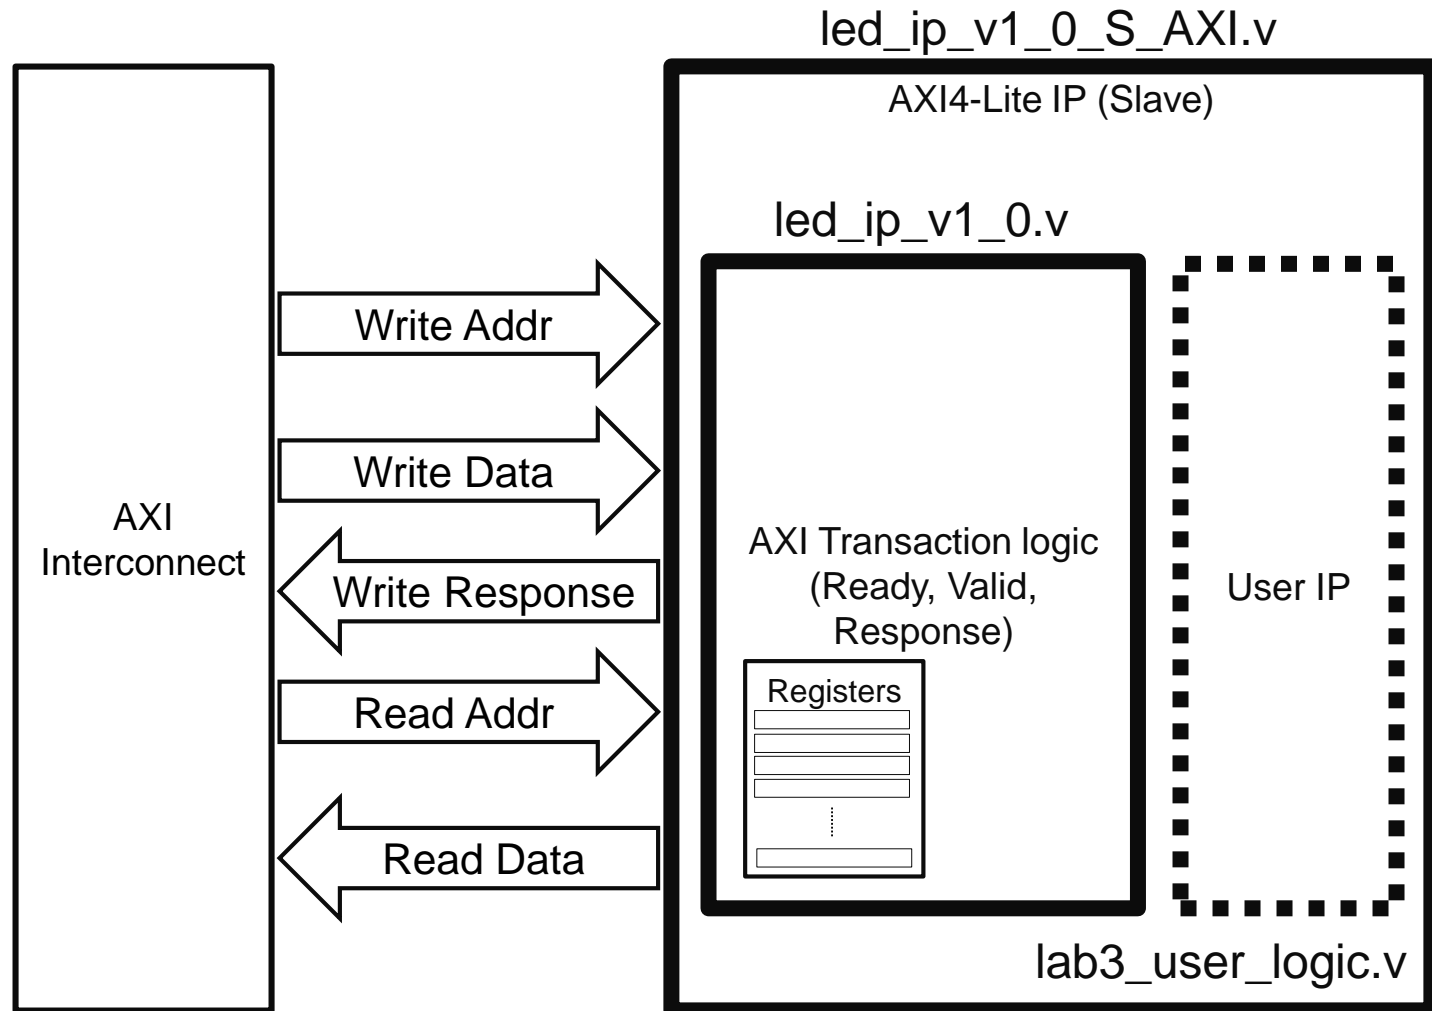 led_ip_v1_0_S_AXI.v
AXI4-Lite IP (Slave)
led_ip_v1_0.v
Write Addr
Write Data
Write Response
Read Addr
Read Data
AXI
Interconnect
AXI Transaction logic
(Ready, Valid,
Response)
Registers
User IP
lab3_user_logic.v